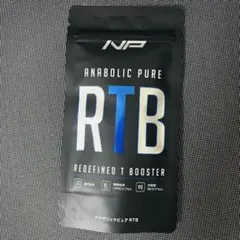 NP
ANABOLIC PURE
RTB
REDEFINED T BOOSTER
アナボリックピュア RTB